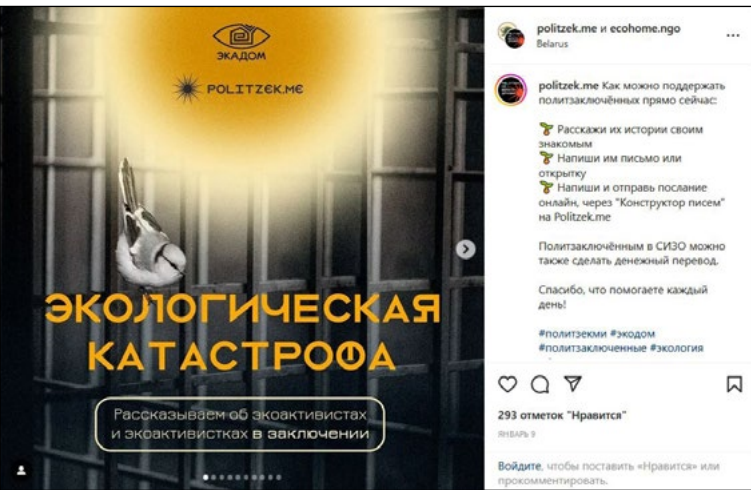 ЭКАДОМ
POLITZEK.ME
ЭКОЛОГИЧЕСКАЯ
КАТАСТРОФА
Рассказываем об экоактивистах
и экоактивистках в заключении
politzek.me и ecohome.ngo
Belarus
politzek.me Как можно поддержать
политзаключённых прямо сейчас:
Расскажи их истории своим
знакомым
Напиши им письмо или
открытку
Напиши и отправь послание
онлайн, через "Конструктор писем"
на Politzek.me
Политзаключённым в СИЗО можно
также сделать денежный перевод.
Спасибо, что помогаете каждый
день!
#политзекми #экодом
#политзаключенные #экология
293 отметок "Нравится"
ЯНВАРЬ 9
Войдите, чтобы поставить «Нравится» или
прокомментировать.